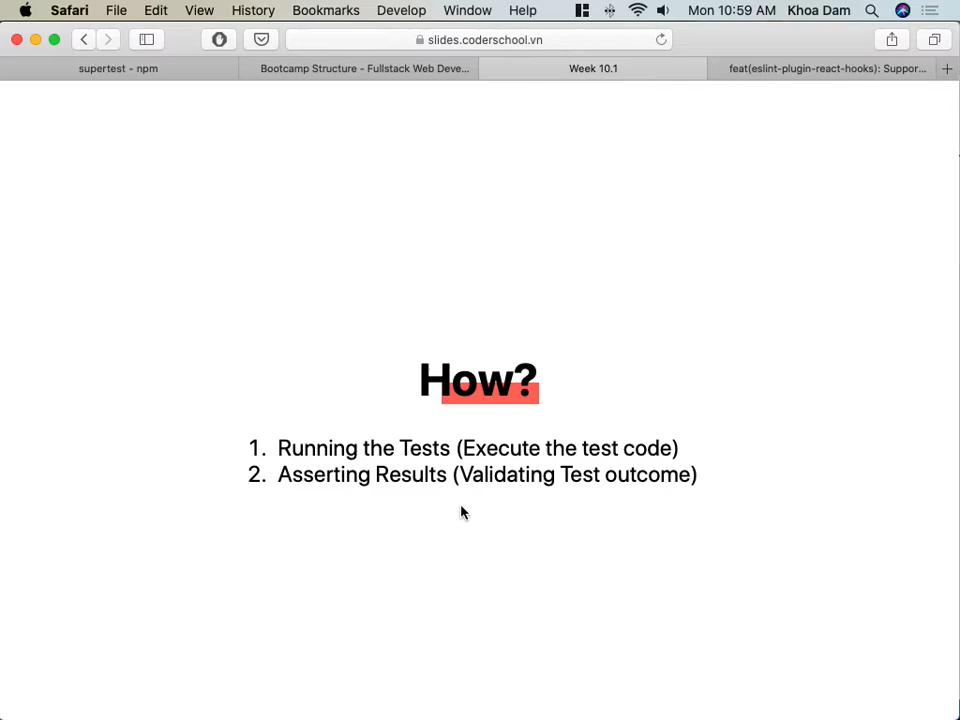 Safari File Edit View History Bookmarks Develop Window Help Mon 10:59 AM Khoa Dam
slides.coderschool.vn
supertest - npm
Bootcamp Structure - Fullstack Web Deve...
Week 10.1
feat(eslint-plugin-react-hooks): Suppor...
How?
1. Running the Tests (Execute the test code)
2. Asserting Results (Validating Test outcome)